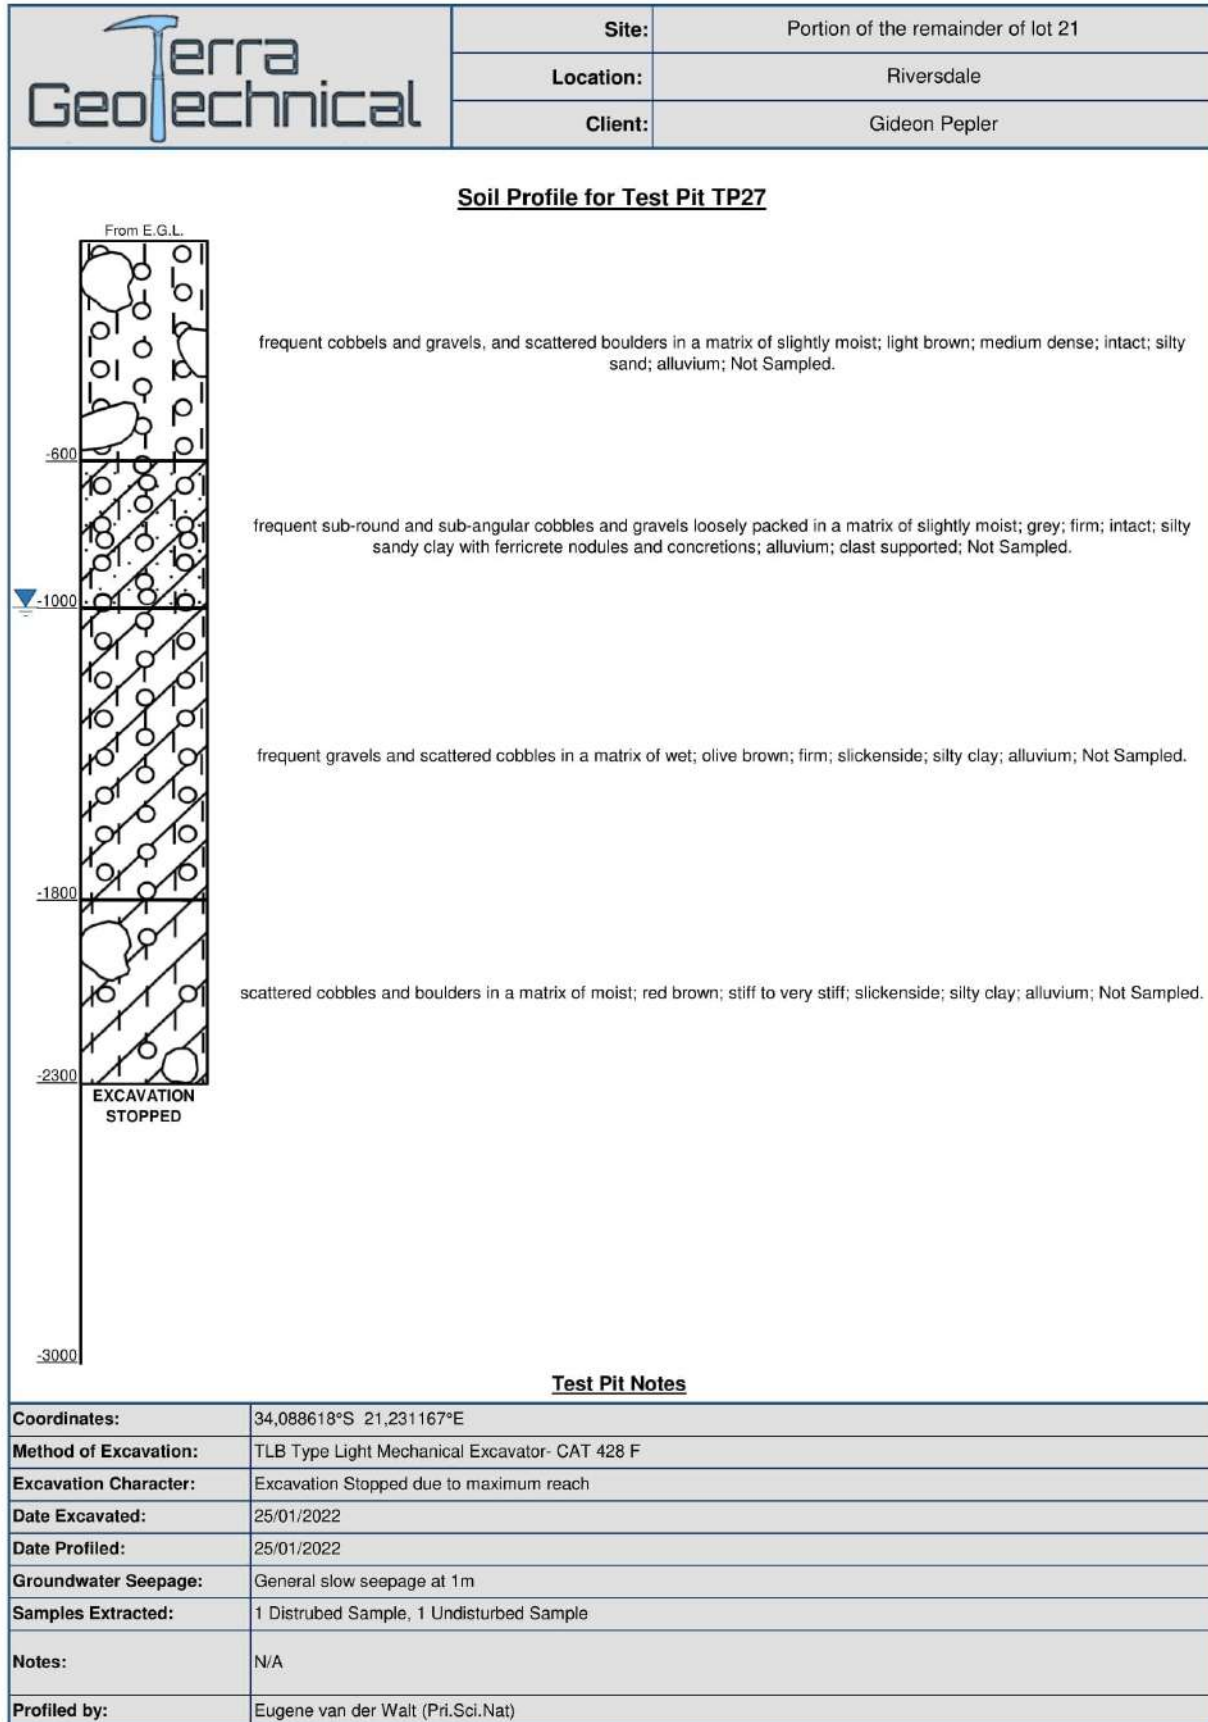 Terra
GeoTechnical
Site: Portion of the remainder of lot 21
Location: Riversdale
Client: Gideon Pepler
Soil Profile for Test Pit TP27
From E.G.L.
frequent cobbels and gravels, and scattered boulders in a matrix of slightly moist; light brown; medium dense; intact; silty
sand; alluvium; Not Sampled.
-600
frequent sub-round and sub-angular cobbles and gravels loosely packed in a matrix of slightly moist; grey; firm; intact; silty
sandy clay with ferricrete nodules and concretions; alluvium; clast supported; Not Sampled.
-1000
frequent gravels and scattered cobbles in a matrix of wet; olive brown; firm; slickenside; silty clay; alluvium; Not Sampled.
-1800
scattered cobbles and boulders in a matrix of moist; red brown; stiff to very stiff; slickenside; silty clay; alluvium; Not Sampled.
-2300
EXCAVATION
STOPPED
-3000
Test Pit Notes
Coordinates: 34,088618°S 21,231167°E
Method of Excavation: TLB Type Light Mechanical Excavator- CAT 428 F
Excavation Character: Excavation Stopped due to maximum reach
Date Excavated: 25/01/2022
Date Profiled: 25/01/2022
Groundwater Seepage: General slow seepage at 1m
Samples Extracted: 1 Distrubed Sample, 1 Undisturbed Sample
Notes: N/A
Profiled by: Eugene van der Walt (Pri.Sci.Nat)